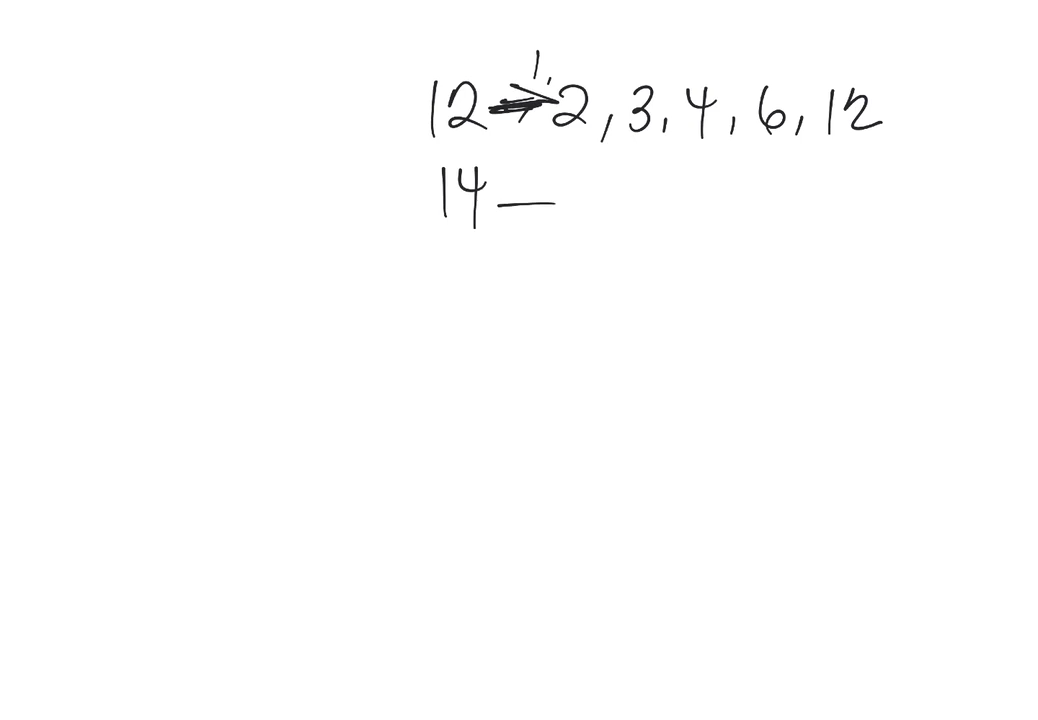 12 → 1, 2, 3, 4, 6, 12
14 —